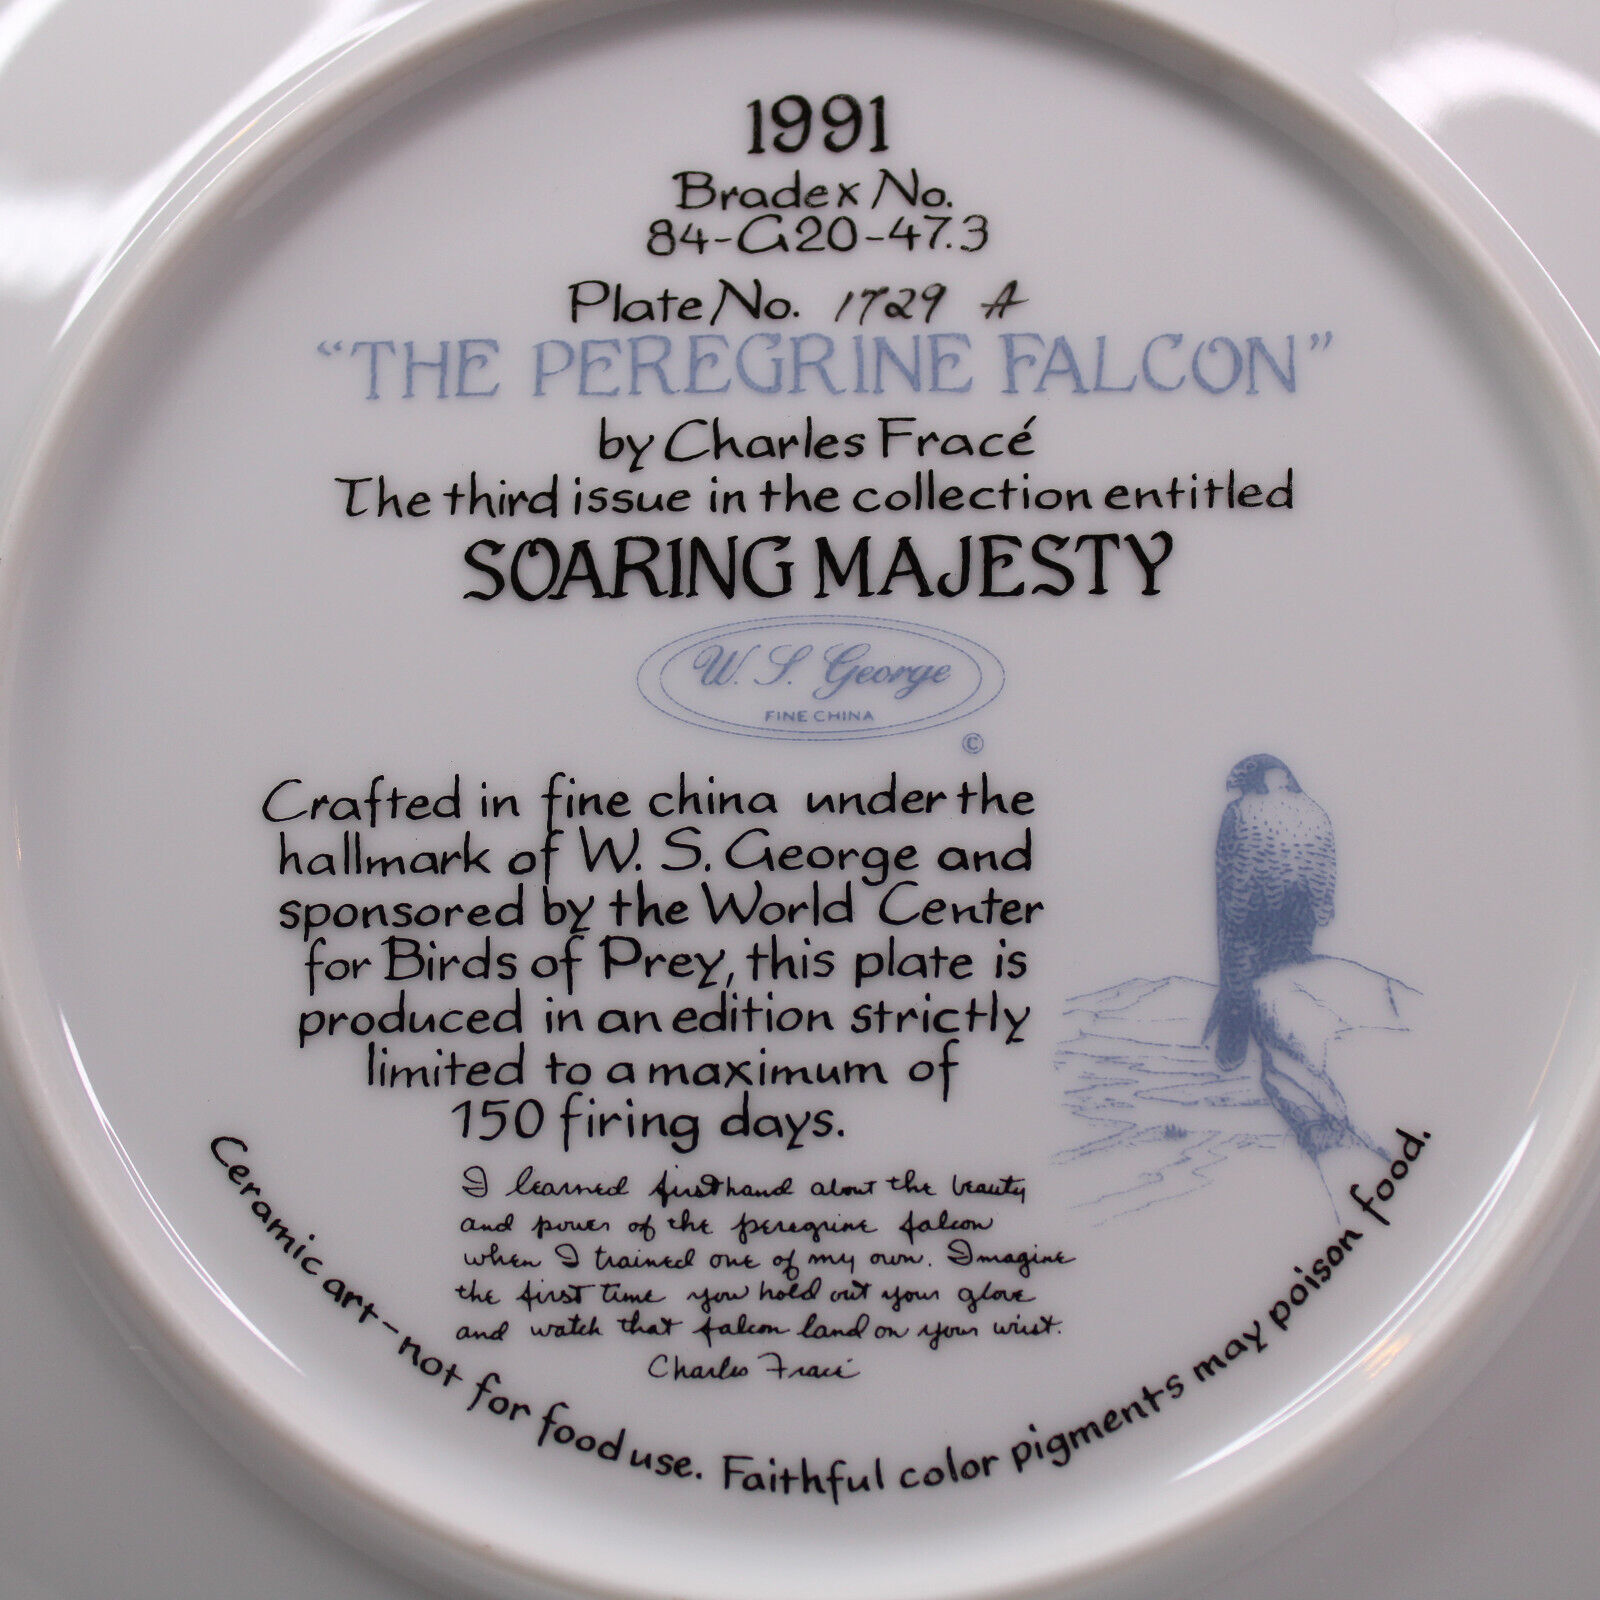 1991
Bradex No.
84-G20-47.3
Plate No. 1729 A
“THE PEREGRINE FALCON”
by Charles Fracé
The third issue in the collection entitled
SOARING MAJESTY
W. S. George
FINE CHINA
©
Crafted in fine china under the
hallmark of W. S. George and
sponsored by the World Center
for Birds of Prey, this plate is
produced in an edition strictly
limited to a maximum of
150 firing days.
I learned firsthand about the beauty
and power of the peregrine falcon
when I trained one of my own. Imagine
the first time you hold out your glove
and watch that falcon land on your wrist.
Charles Fracé
Ceramic art-not for food use. Faithful color pigments may poison food.